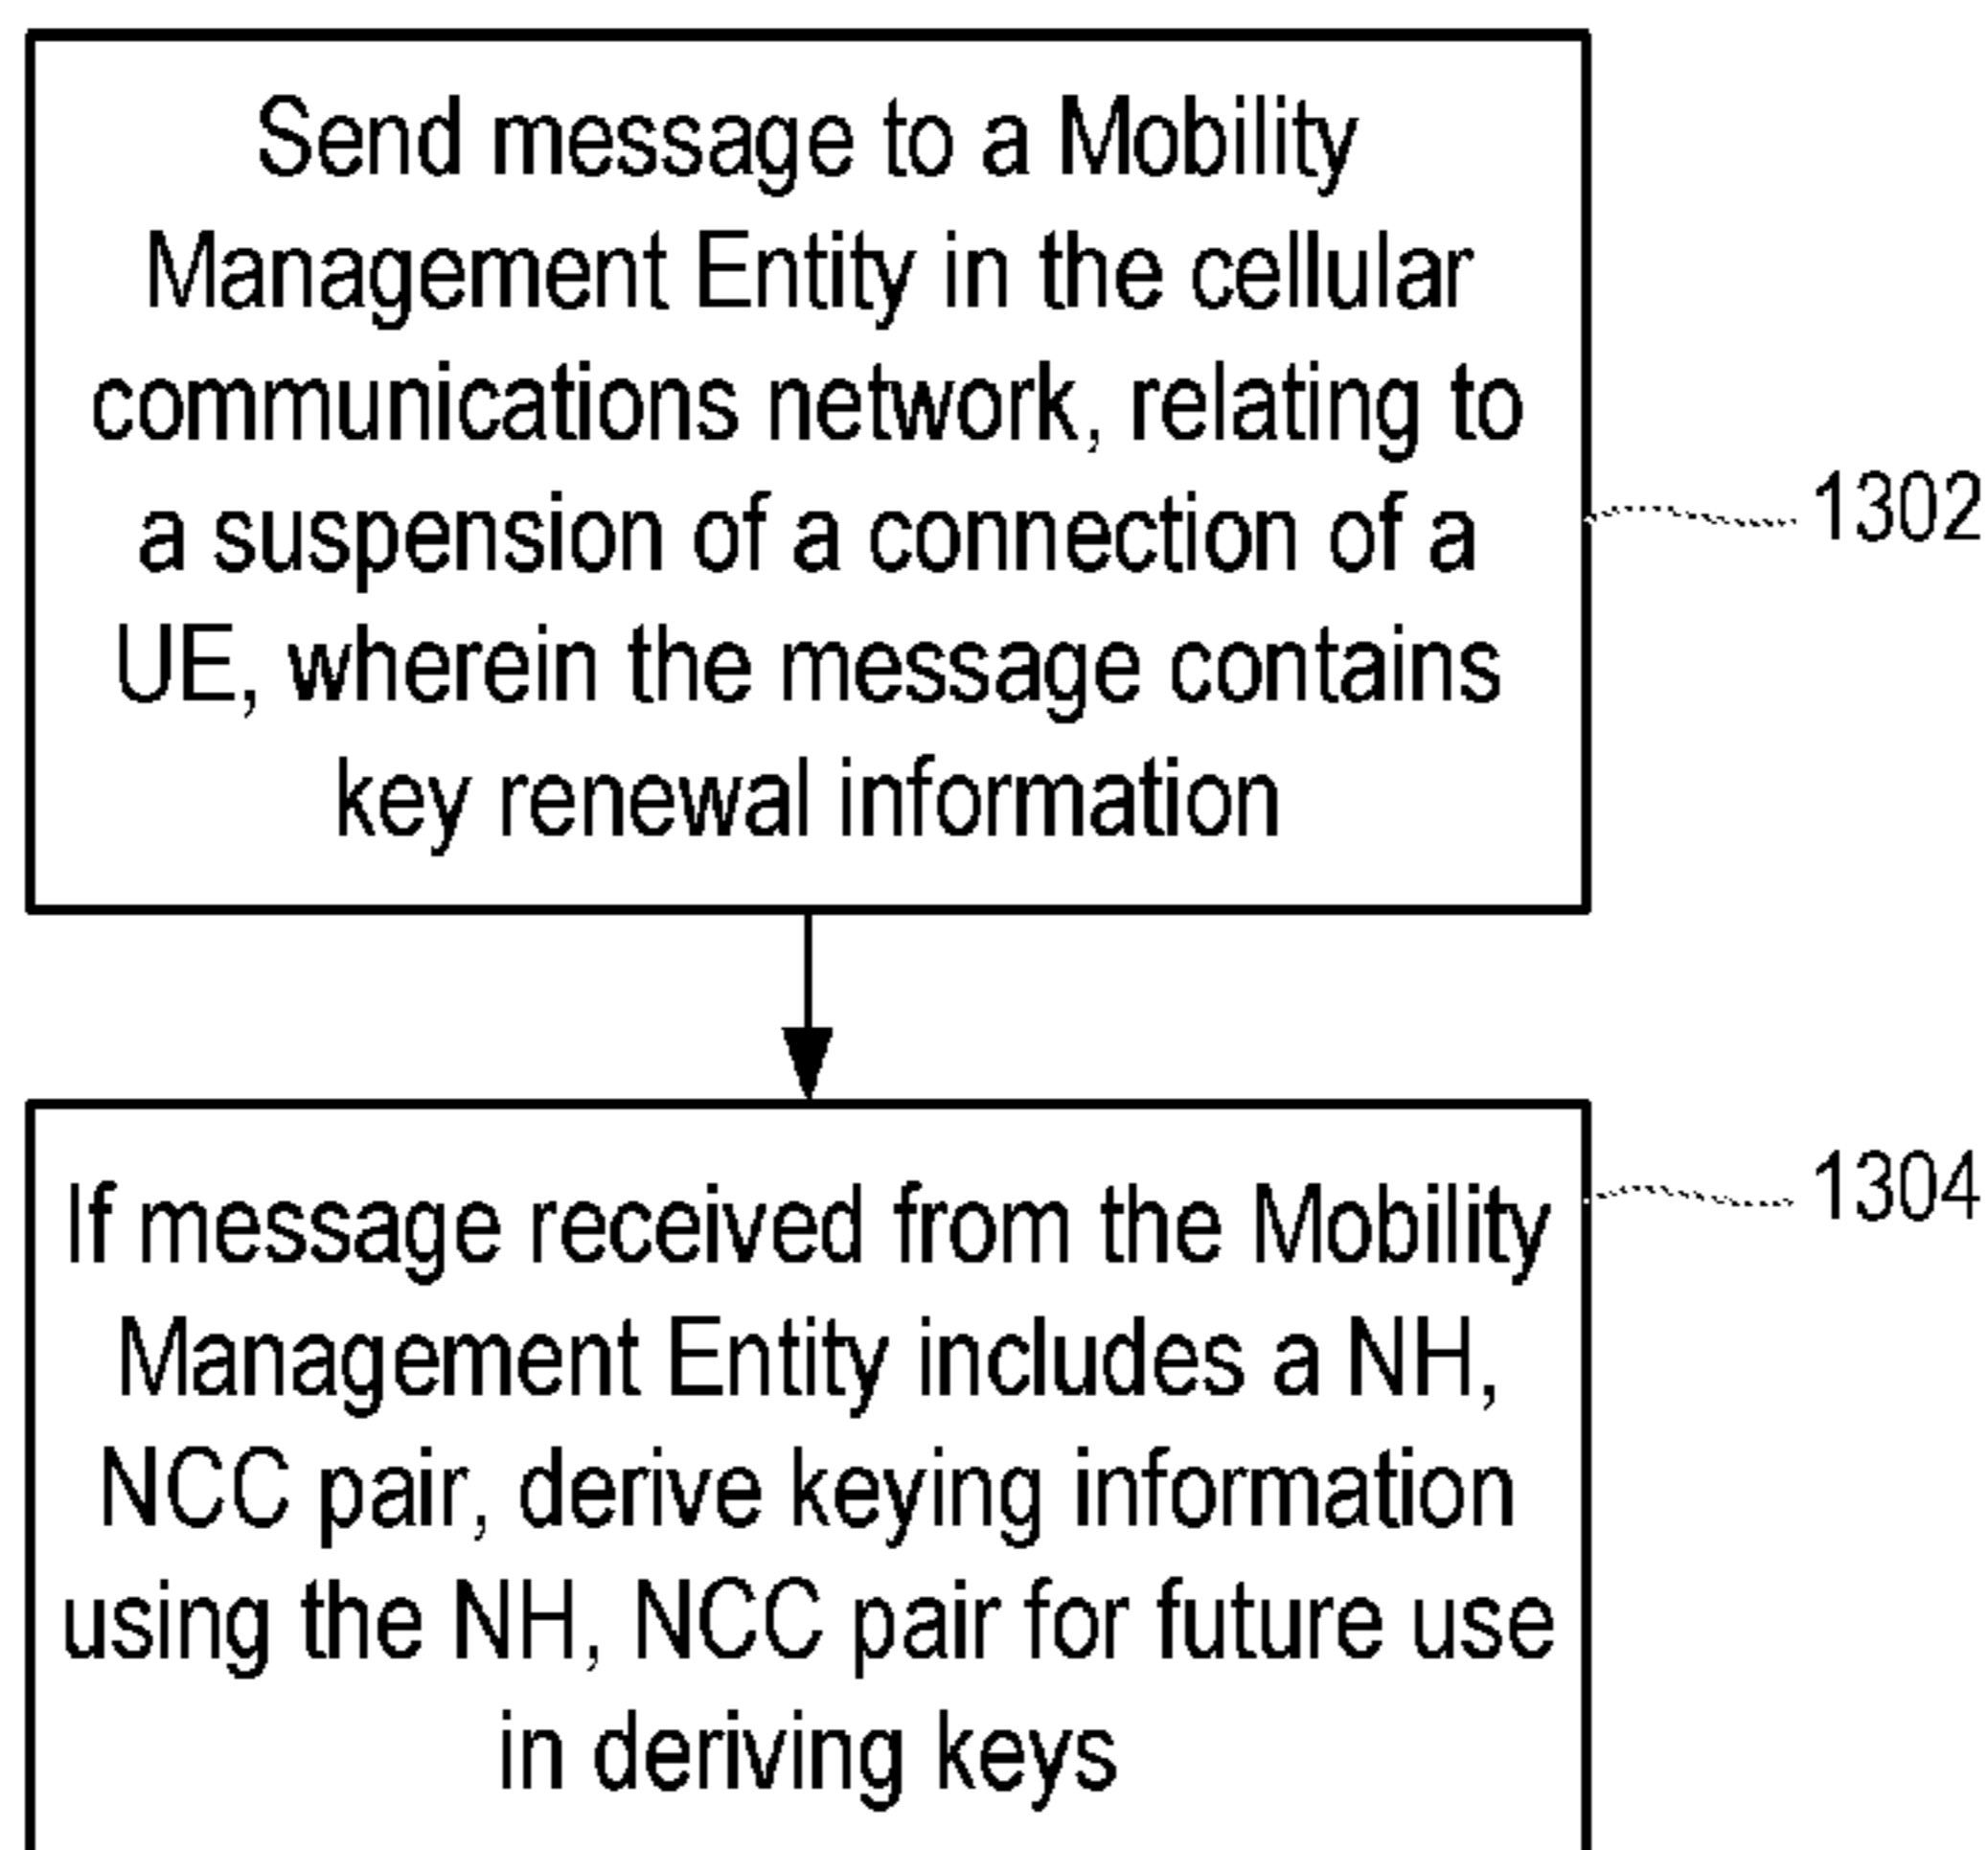 Send message to a Mobility
Management Entity in the cellular
communications network, relating to
a suspension of a connection of a
UE, wherein the message contains
key renewal information
1302
If message received from the Mobility
Management Entity includes a NH,
NCC pair, derive keying information
using the NH, NCC pair for future use
in deriving keys
1304